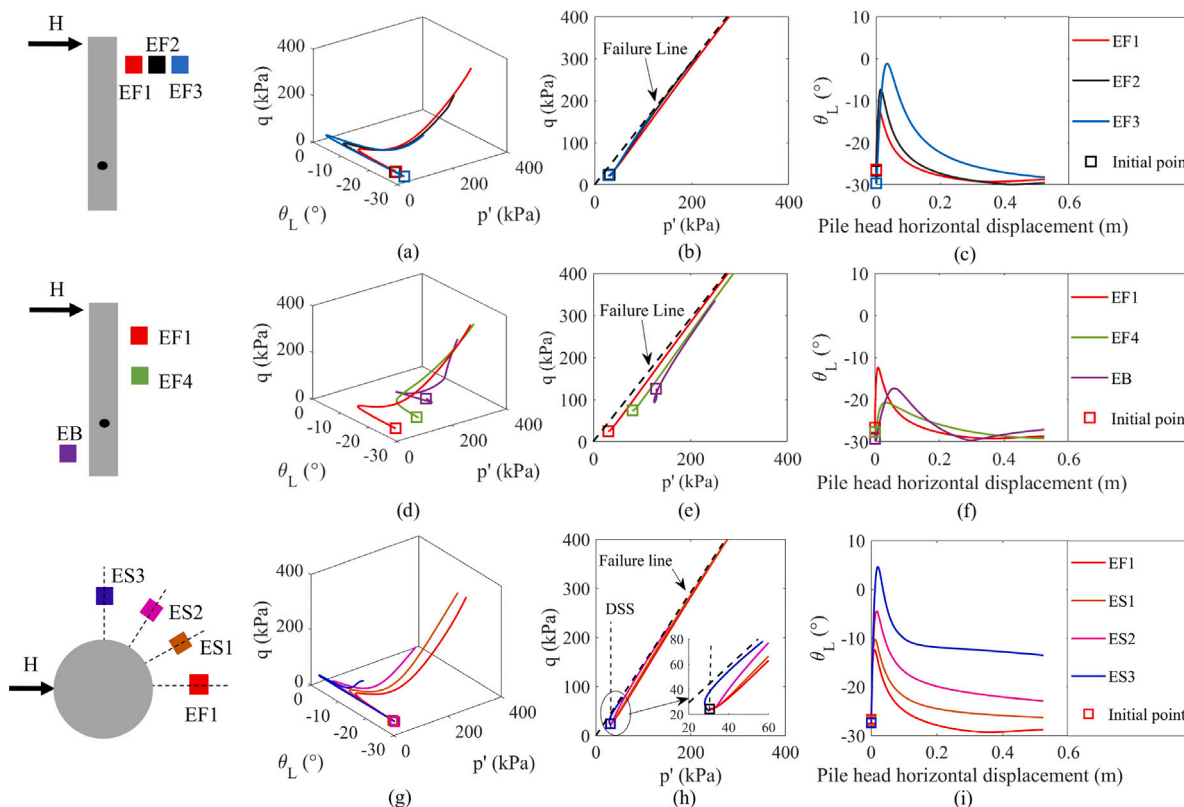 H
EF2
EF1 EF3
q (kPa)
400
200
0
0
-10
-20
-30
0
200
400
θL (°)
p' (kPa)
(a)
q (kPa)
400
300
200
100
0
Failure Line
0 200 400
p' (kPa)
(b)
θL (°)
10
0
-10
-20
-30
0 0.2 0.4 0.6
Pile head horizontal displacement (m)
(c)
EF1
EF2
EF3
Initial point
H
EF1
EF4
EB
q (kPa)
400
200
0
0
-10
-20
-30
0
200
400
θL (°)
p' (kPa)
(d)
q (kPa)
400
300
200
100
0
Failure Line
0 200 400
p' (kPa)
(e)
θL (°)
10
0
-10
-20
-30
0 0.2 0.4 0.6
Pile head horizontal displacement (m)
(f)
EF1
EF4
EB
Initial point
ES3
ES2
ES1
H
EF1
q (kPa)
400
200
0
0
-10
-20
-30
0
200
400
θL (°)
p' (kPa)
(g)
q (kPa)
400
300
200
100
0
Failure line
DSS
80
60
40
20
20 40 60
0 200 400
p' (kPa)
(h)
θL (°)
10
0
-10
-20
-30
0 0.2 0.4 0.6
Pile head horizontal displacement (m)
(i)
EF1
ES1
ES2
ES3
Initial point